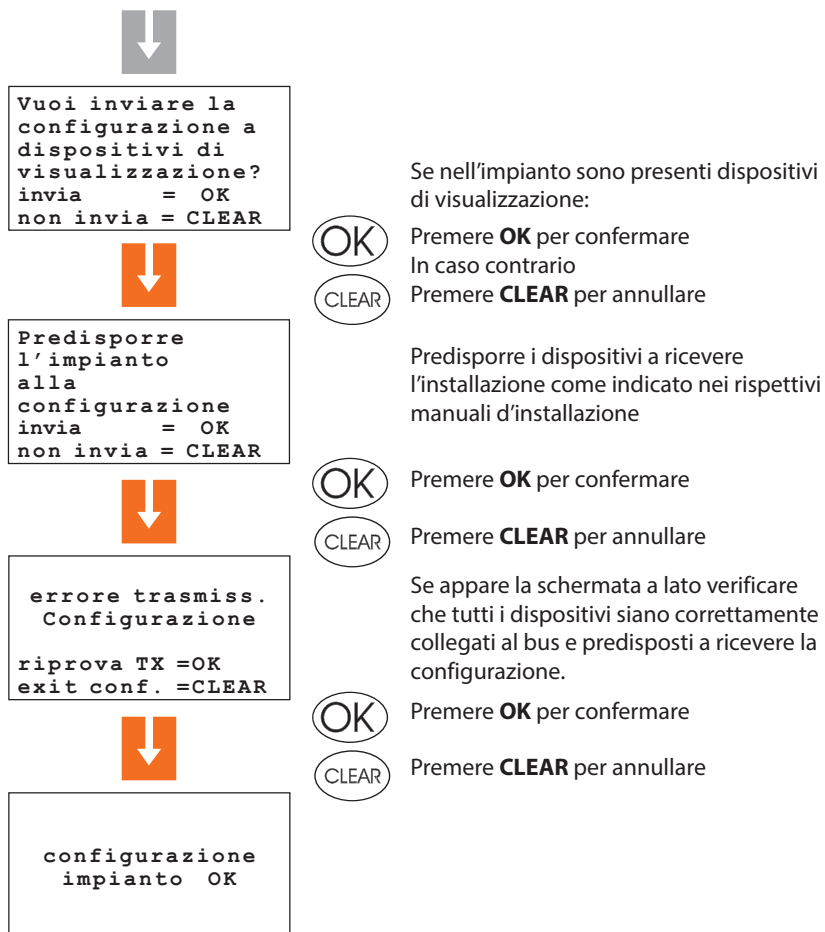 Vuoi inviare la
configurazione a
dispositivi di
visualizzazione?
invia = OK
non invia = CLEAR
Se nell'impianto sono presenti dispositivi
di visualizzazione:
OK
Premere OK per confermare
In caso contrario
CLEAR
Premere CLEAR per annullare
Predisporre
l'impianto
alla
configurazione
invia = OK
non invia = CLEAR
Predisporre i dispositivi a ricevere
l'installazione come indicato nei rispettivi
manuali d'installazione
OK
Premere OK per confermare
CLEAR
Premere CLEAR per annullare
errore trasmiss.
Configurazione
riprova TX =OK
exit conf. =CLEAR
Se appare la schermata a lato verificare
che tutti i dispositivi siano correttamente
collegati al bus e predisposti a ricevere la
configurazione.
OK
Premere OK per confermare
CLEAR
Premere CLEAR per annullare
configurazione
impianto OK